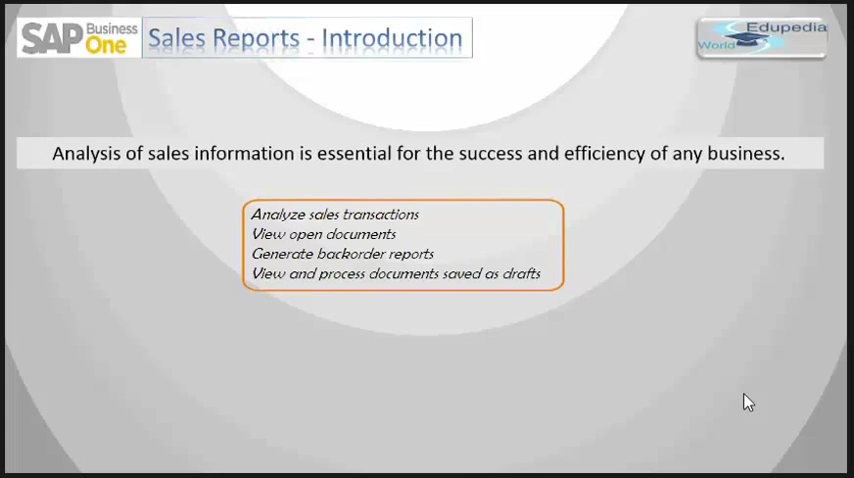 SAP Business One
Sales Reports - Introduction
Edupedia
World
Analysis of sales information is essential for the success and efficiency of any business.
Analyze sales transactions
View open documents
Generate backorder reports
View and process documents saved as drafts